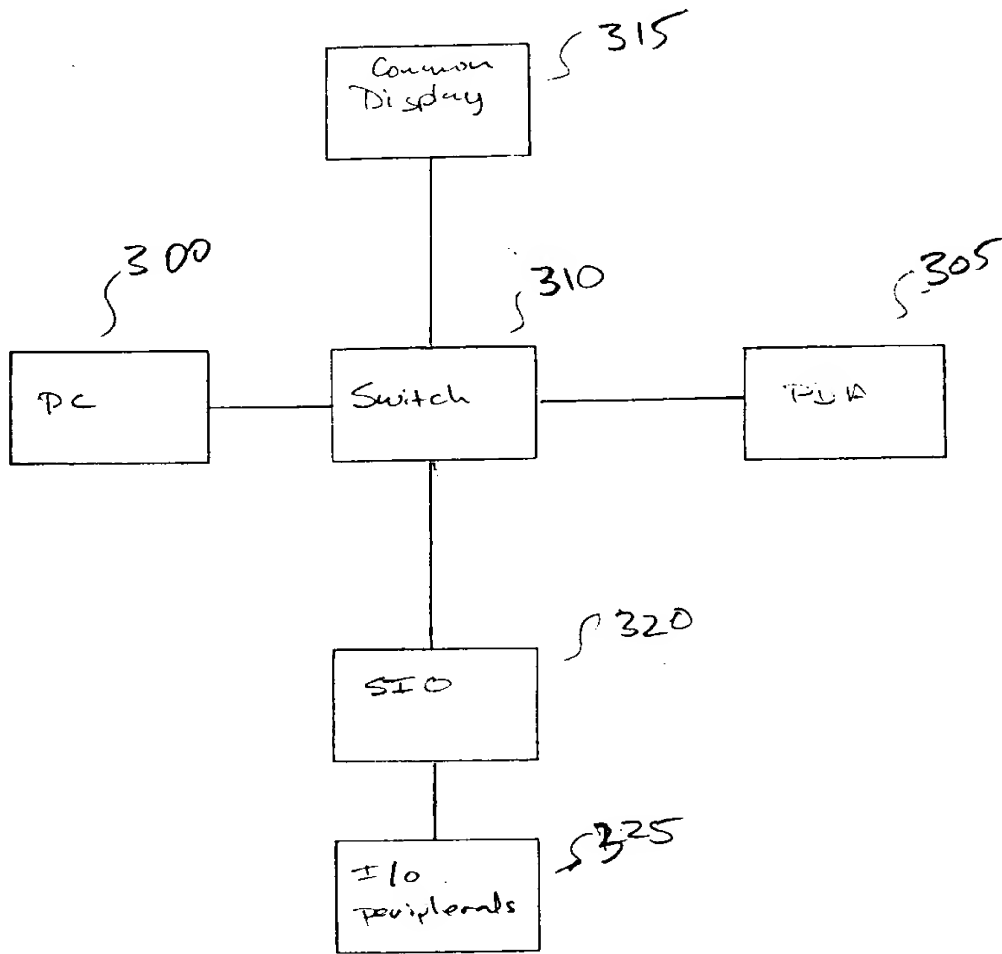 315
Common
Display
300
310
305
PC
Switch
PDA
320
SIO
325
I/O
peripherals